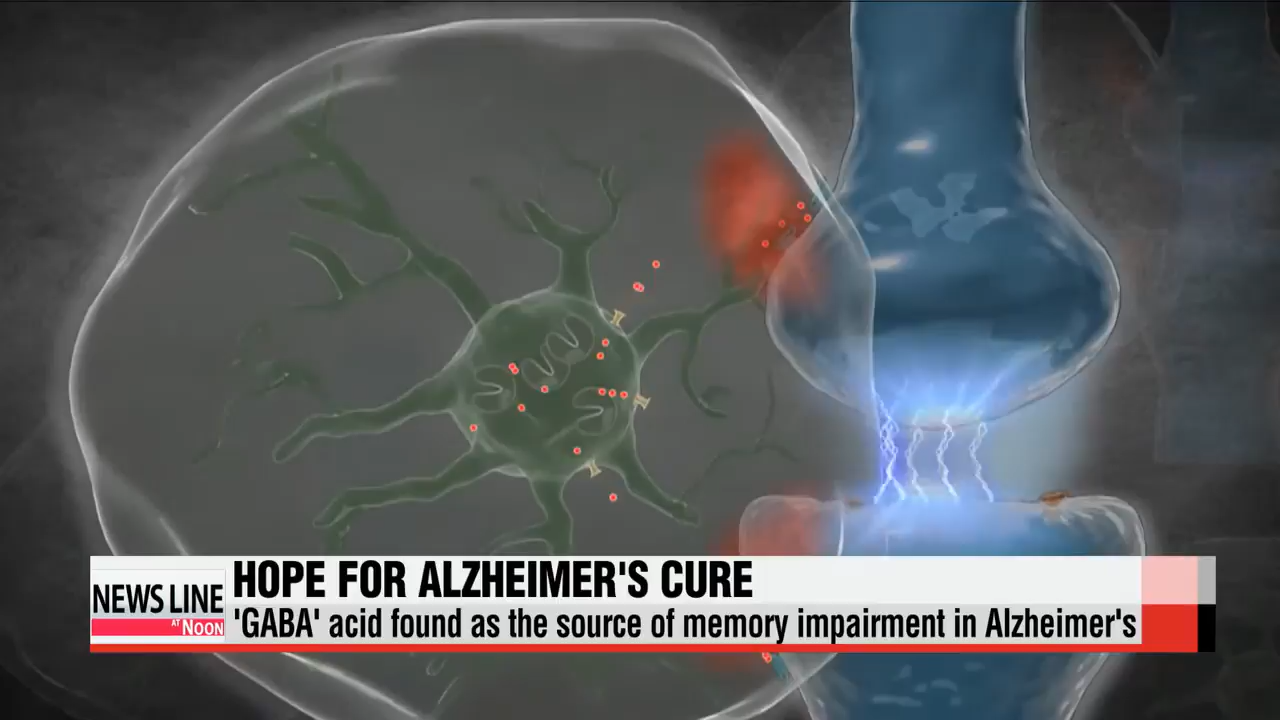 HOPE FOR ALZHEIMER'S CURE
NEWS LINE
AT NOON
'GABA' acid found as the source of memory impairment in Alzheimer's